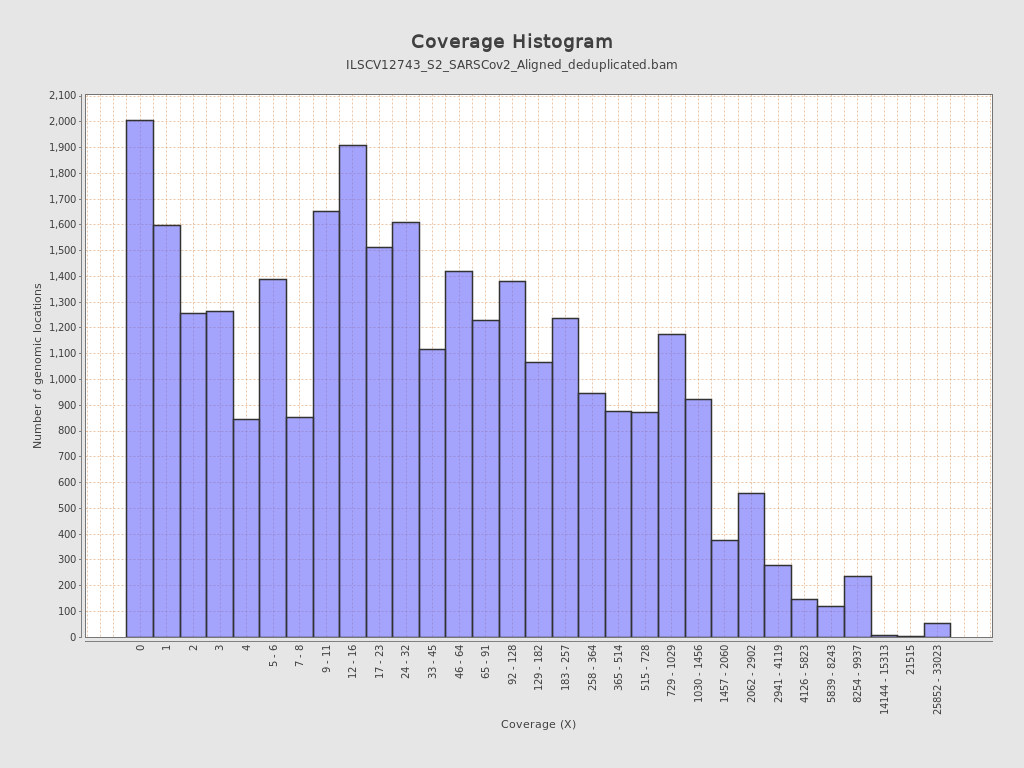 Coverage Histogram
ILSCV12743_S2_SARSCov2_Aligned_deduplicated.bam
Number of genomic locations
2,100
2,000
1,900
1,800
1,700
1,600
1,500
1,400
1,300
1,200
1,100
1,000
900
800
700
600
500
400
300
200
100
0
0
1
2
3
4
5 - 6
7 - 8
9 - 11
12 - 16
17 - 23
24 - 32
33 - 45
46 - 64
65 - 91
92 - 128
129 - 182
183 - 257
258 - 364
365 - 514
515 - 728
729 - 1029
1030 - 1456
1457 - 2060
2062 - 2902
2941 - 4119
4126 - 5823
5839 - 8243
8254 - 9937
14144 - 15313
21515
25852 - 33023
Coverage (X)